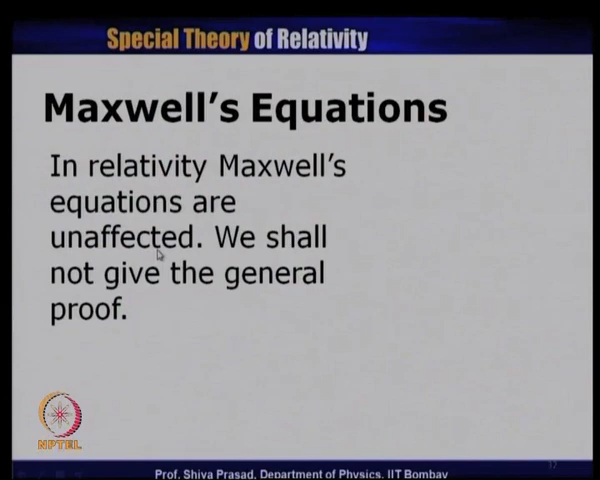 Special Theory of Relativity
Maxwell's Equations
In relativity Maxwell's
equations are
unaffected. We shall
not give the general
proof.
NPTEL
17
Prof. Shiva Prasad, Department of Physics, IIT Bombay